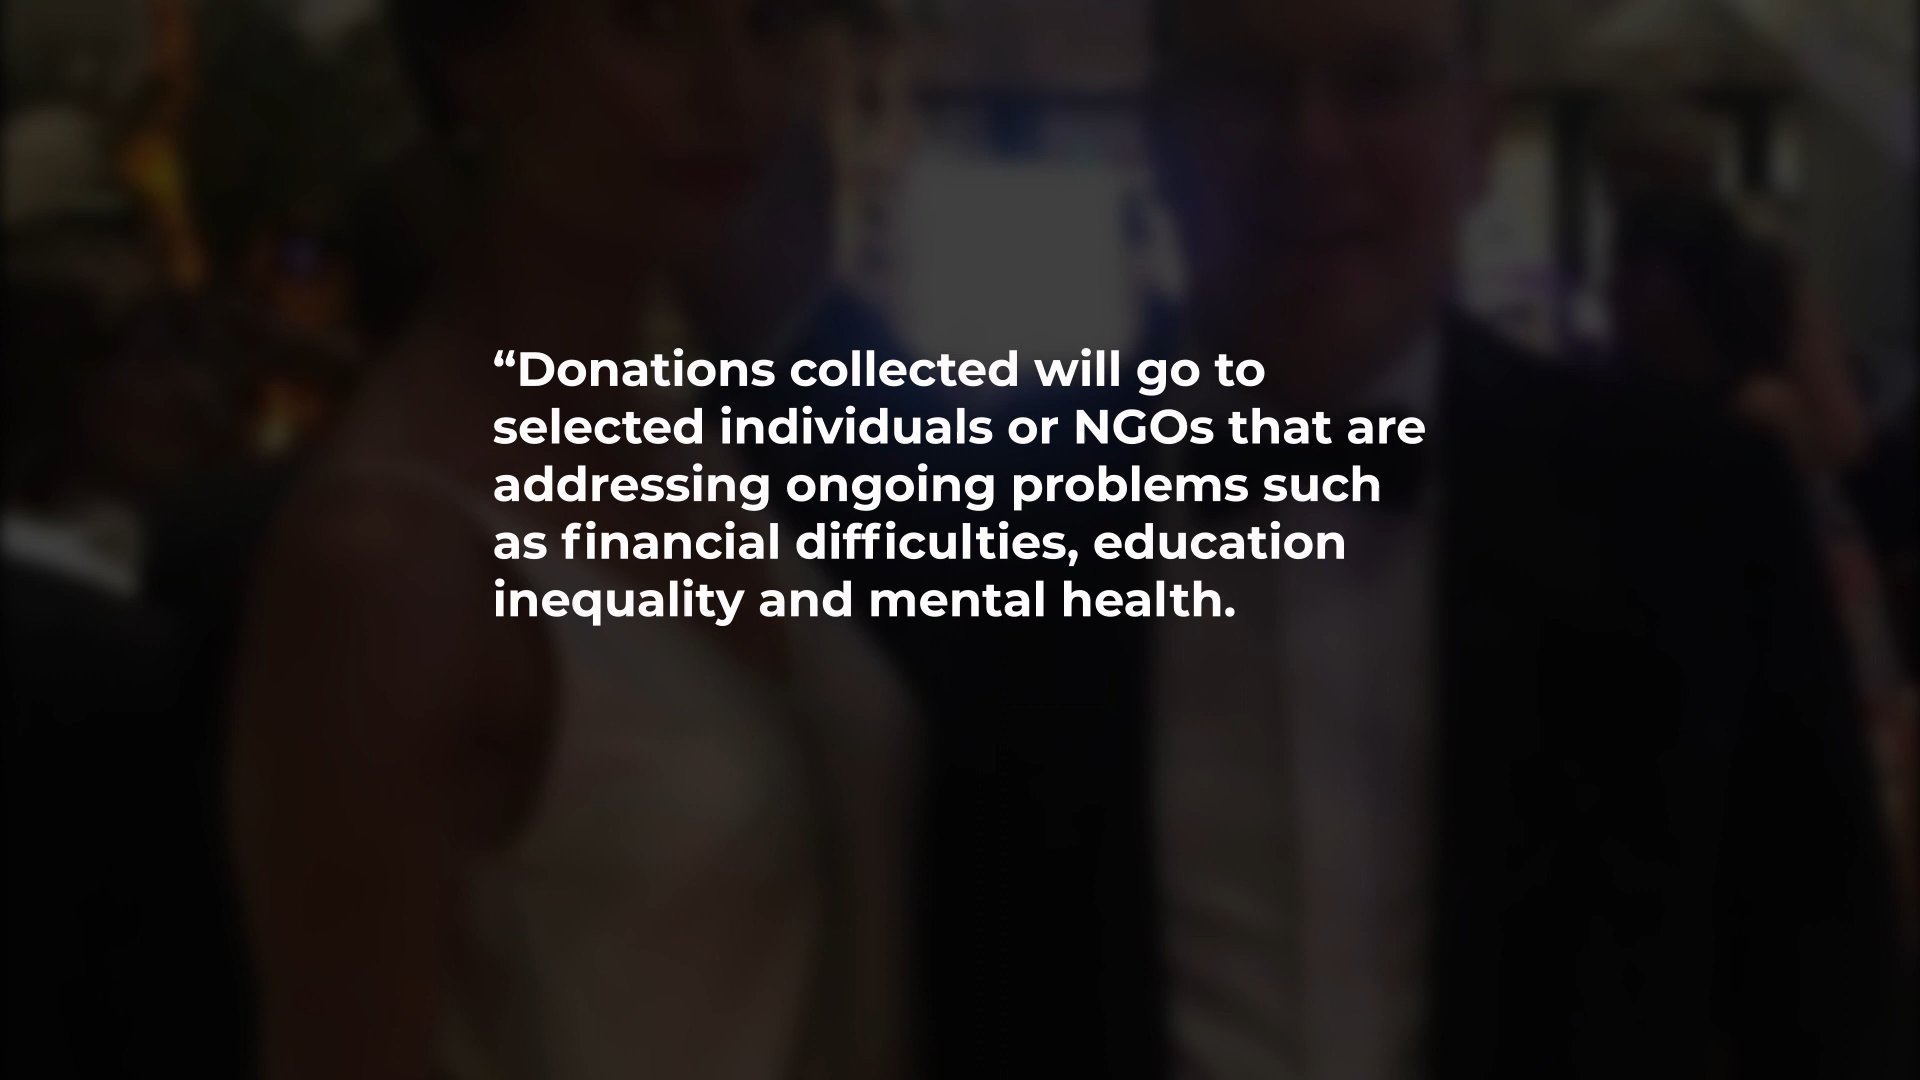 “Donations collected will go to
selected individuals or NGOs that are
addressing ongoing problems such
as financial difficulties, education
inequality and mental health.